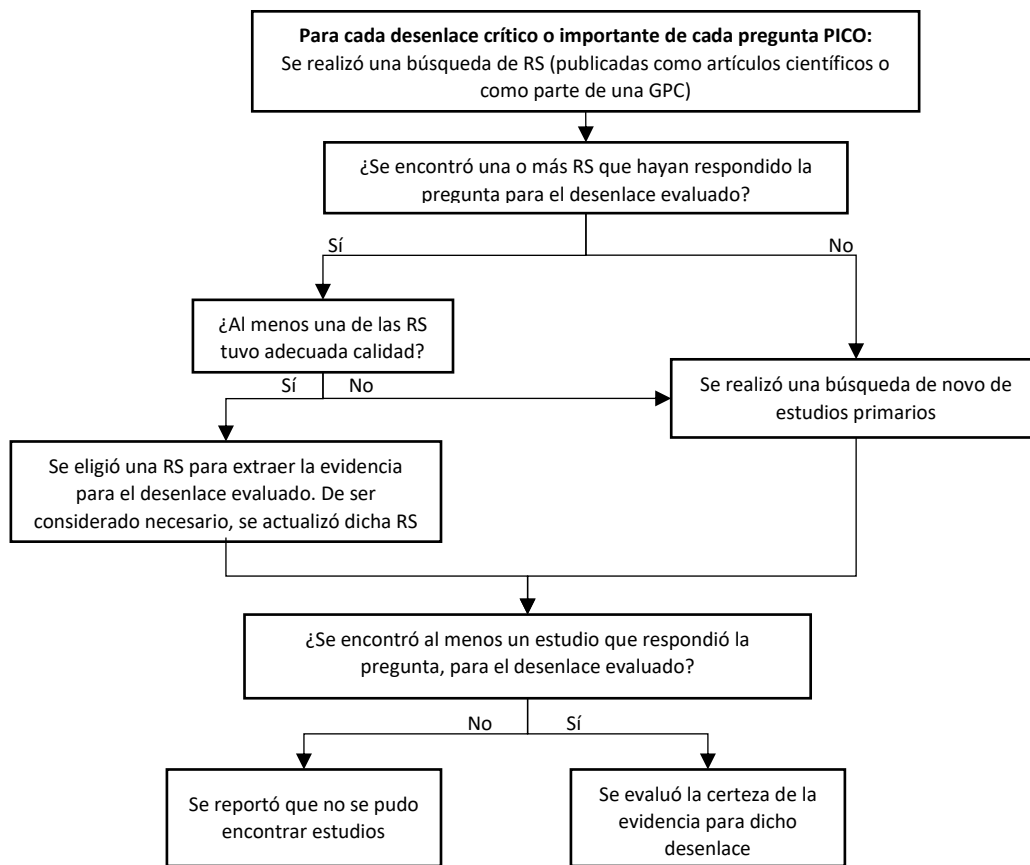 Para cada desenlace crítico o importante de cada pregunta PICO:
Se realizó una búsqueda de RS (publicadas como artículos científicos o
como parte de una GPC)
¿Se encontró una o más RS que hayan respondido la
pregunta para el desenlace evaluado?
Sí
No
¿Al menos una de las RS
tuvo adecuada calidad?
Sí
No
Se realizó una búsqueda de novo de
estudios primarios
Se eligió una RS para extraer la evidencia
para el desenlace evaluado. De ser
considerado necesario, se actualizó dicha RS
¿Se encontró al menos un estudio que respondió la
pregunta, para el desenlace evaluado?
No
Sí
Se reportó que no se pudo
encontrar estudios
Se evaluó la certeza de la
evidencia para dicho
desenlace